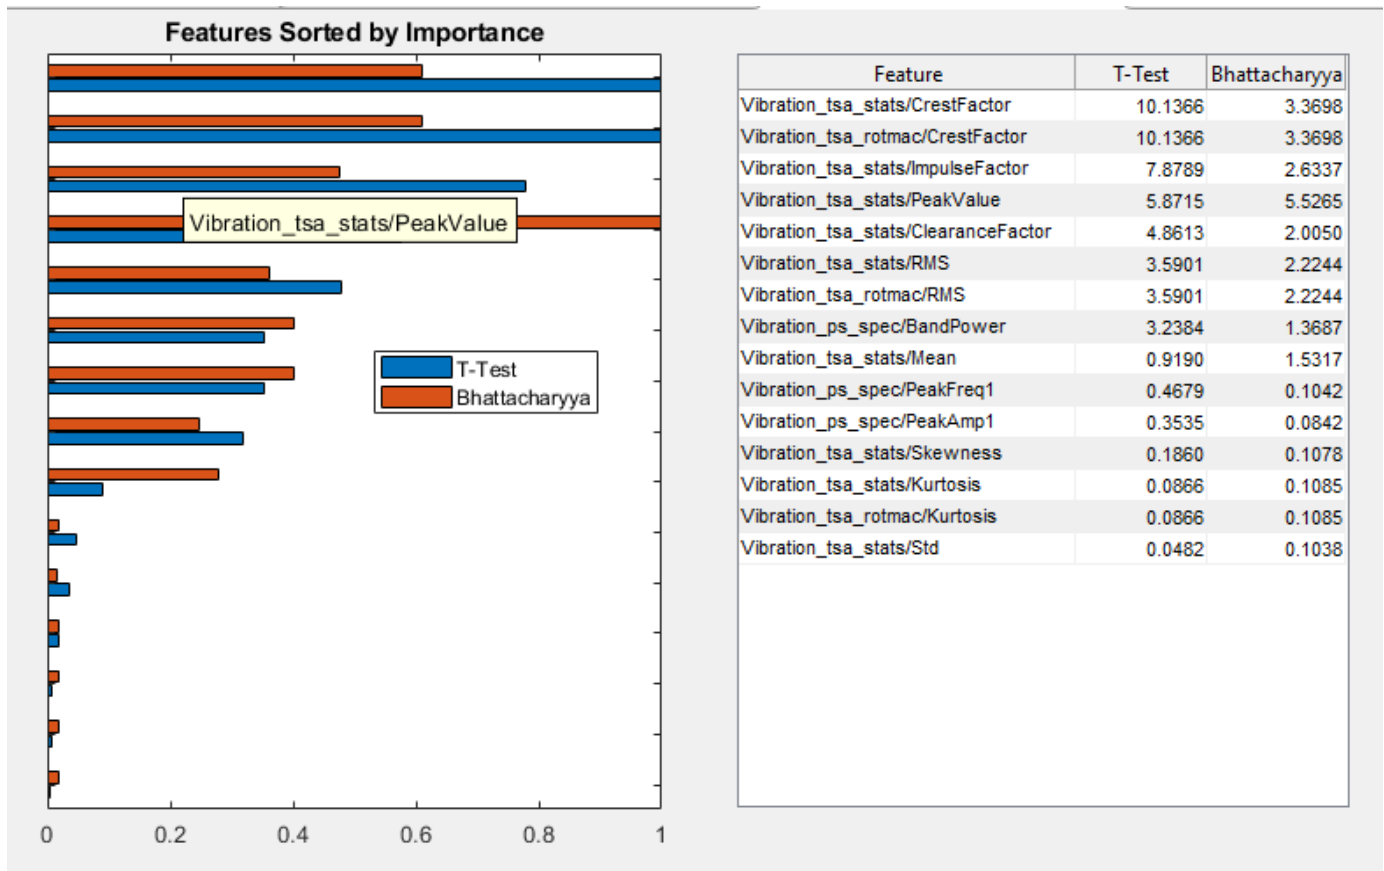 Features Sorted by Importance
Vibration_tsa_stats/PeakValue
T-Test
Bhattacharyya
0 0.2 0.4 0.6 0.8 1
Feature T-Test Bhattacharyya
Vibration_tsa_stats/CrestFactor 10.1366 3.3698
Vibration_tsa_rotmac/CrestFactor 10.1366 3.3698
Vibration_tsa_stats/ImpulseFactor 7.8789 2.6337
Vibration_tsa_stats/PeakValue 5.8715 5.5265
Vibration_tsa_stats/ClearanceFactor 4.8613 2.0050
Vibration_tsa_stats/RMS 3.5901 2.2244
Vibration_tsa_rotmac/RMS 3.5901 2.2244
Vibration_ps_spec/BandPower 3.2384 1.3687
Vibration_tsa_stats/Mean 0.9190 1.5317
Vibration_ps_spec/PeakFreq1 0.4679 0.1042
Vibration_ps_spec/PeakAmp1 0.3535 0.0842
Vibration_tsa_stats/Skewness 0.1860 0.1078
Vibration_tsa_stats/Kurtosis 0.0866 0.1085
Vibration_tsa_rotmac/Kurtosis 0.0866 0.1085
Vibration_tsa_stats/Std 0.0482 0.1038